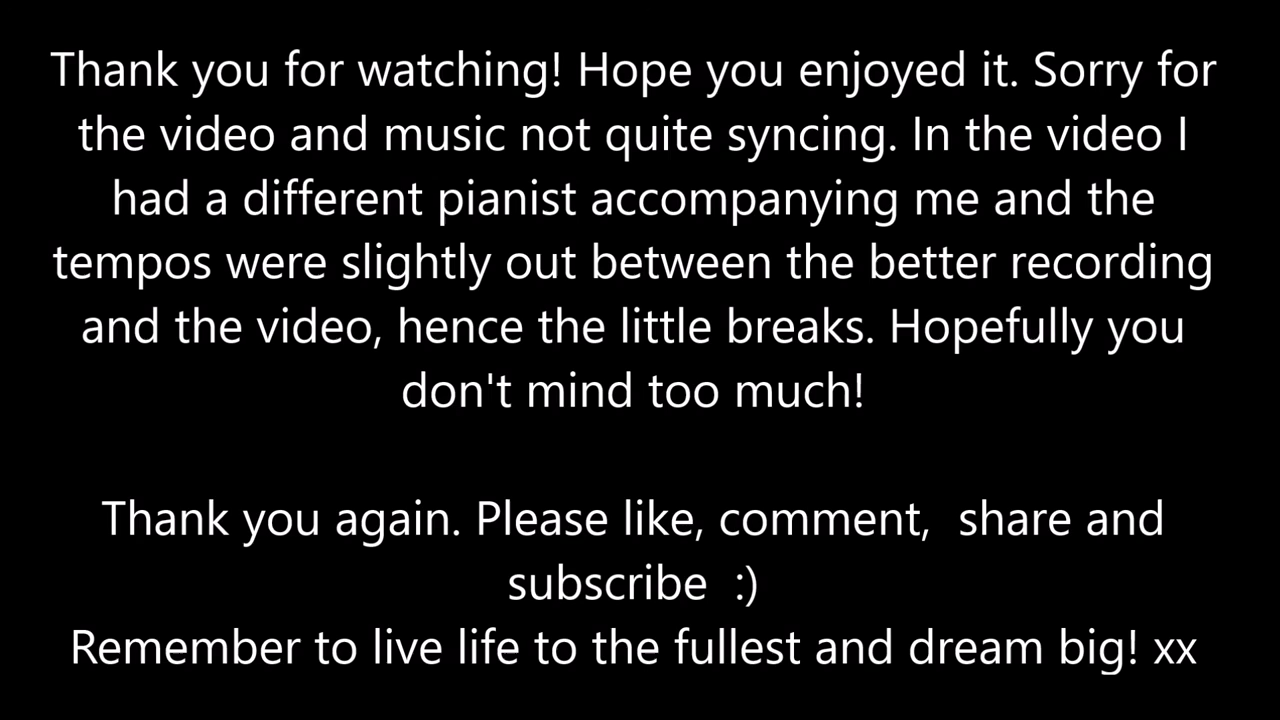 Thank you for watching! Hope you enjoyed it. Sorry for
the video and music not quite syncing. In the video I
had a different pianist accompanying me and the
tempos were slightly out between the better recording
and the video, hence the little breaks. Hopefully you
don't mind too much!
Thank you again. Please like, comment,  share and
subscribe  :)
Remember to live life to the fullest and dream big! xx